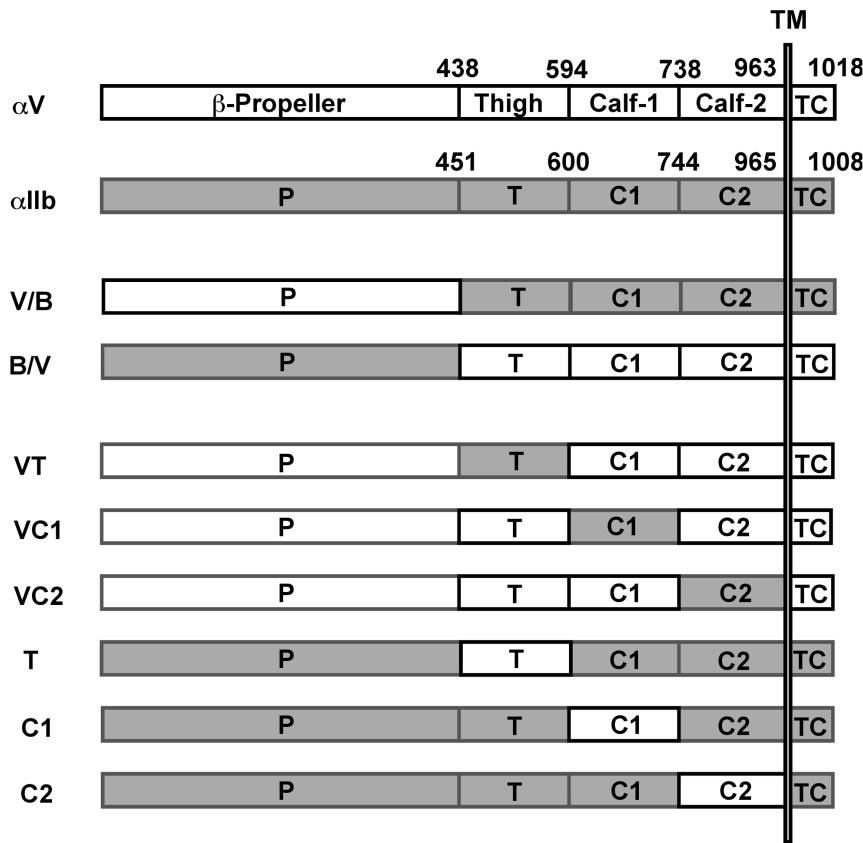 TM
438 594 738 963 1018
αV β-Propeller Thigh Calf-1 Calf-2 TC
451 600 744 965 1008
αIIb P T C1 C2 TC
V/B P T C1 C2 TC
B/V P T C1 C2 TC
VT P T C1 C2 TC
VC1 P T C1 C2 TC
VC2 P T C1 C2 TC
T P T C1 C2 TC
C1 P T C1 C2 TC
C2 P T C1 C2 TC